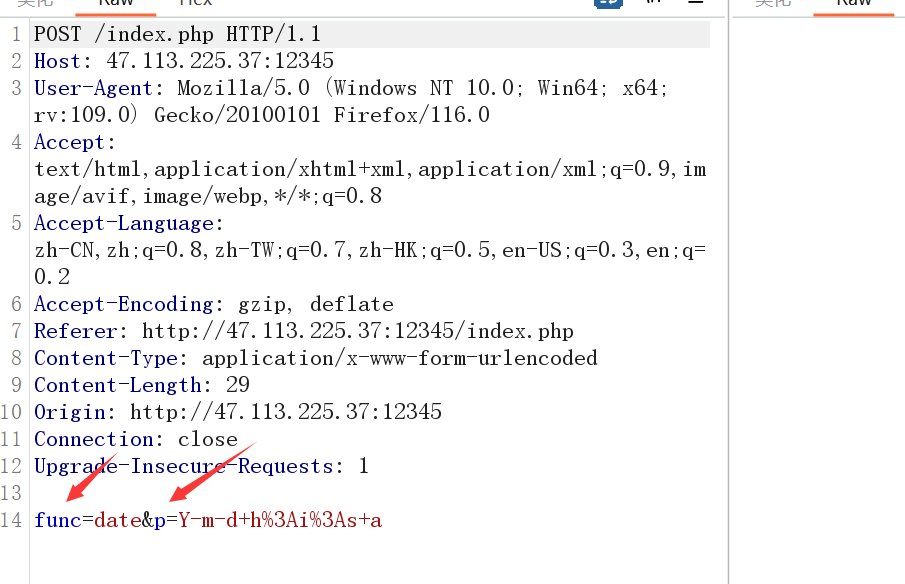 美化 Raw Hex \n 美化 Raw
1 POST /index.php HTTP/1.1
2 Host: 47.113.225.37:12345
3 User-Agent: Mozilla/5.0 (Windows NT 10.0; Win64; x64;
rv:109.0) Gecko/20100101 Firefox/116.0
4 Accept:
text/html,application/xhtml+xml,application/xml;q=0.9,im
age/avif,image/webp,*/*;q=0.8
5 Accept-Language:
zh-CN,zh;q=0.8,zh-TW;q=0.7,zh-HK;q=0.5,en-US;q=0.3,en;q=
0.2
6 Accept-Encoding: gzip, deflate
7 Referer: http://47.113.225.37:12345/index.php
8 Content-Type: application/x-www-form-urlencoded
9 Content-Length: 29
10 Origin: http://47.113.225.37:12345
11 Connection: close
12 Upgrade-Insecure-Requests: 1
13
14 func=date&p=Y-m-d+h%3Ai%3As+a